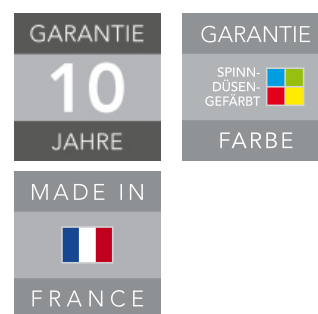 GARANTIE
10
JAHRE
GARANTIE
SPINN-
DÜSEN-
GEFÄRBT
FARBE
MADE IN
FRANCE